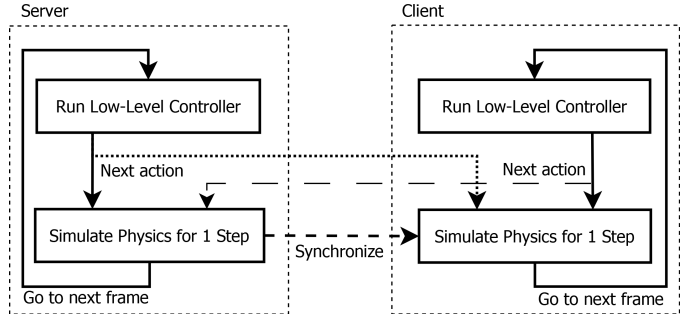 Server
Client
Run Low-Level Controller
Run Low-Level Controller
Next action
Next action
Simulate Physics for 1 Step
Simulate Physics for 1 Step
Synchronize
Go to next frame
Go to next frame